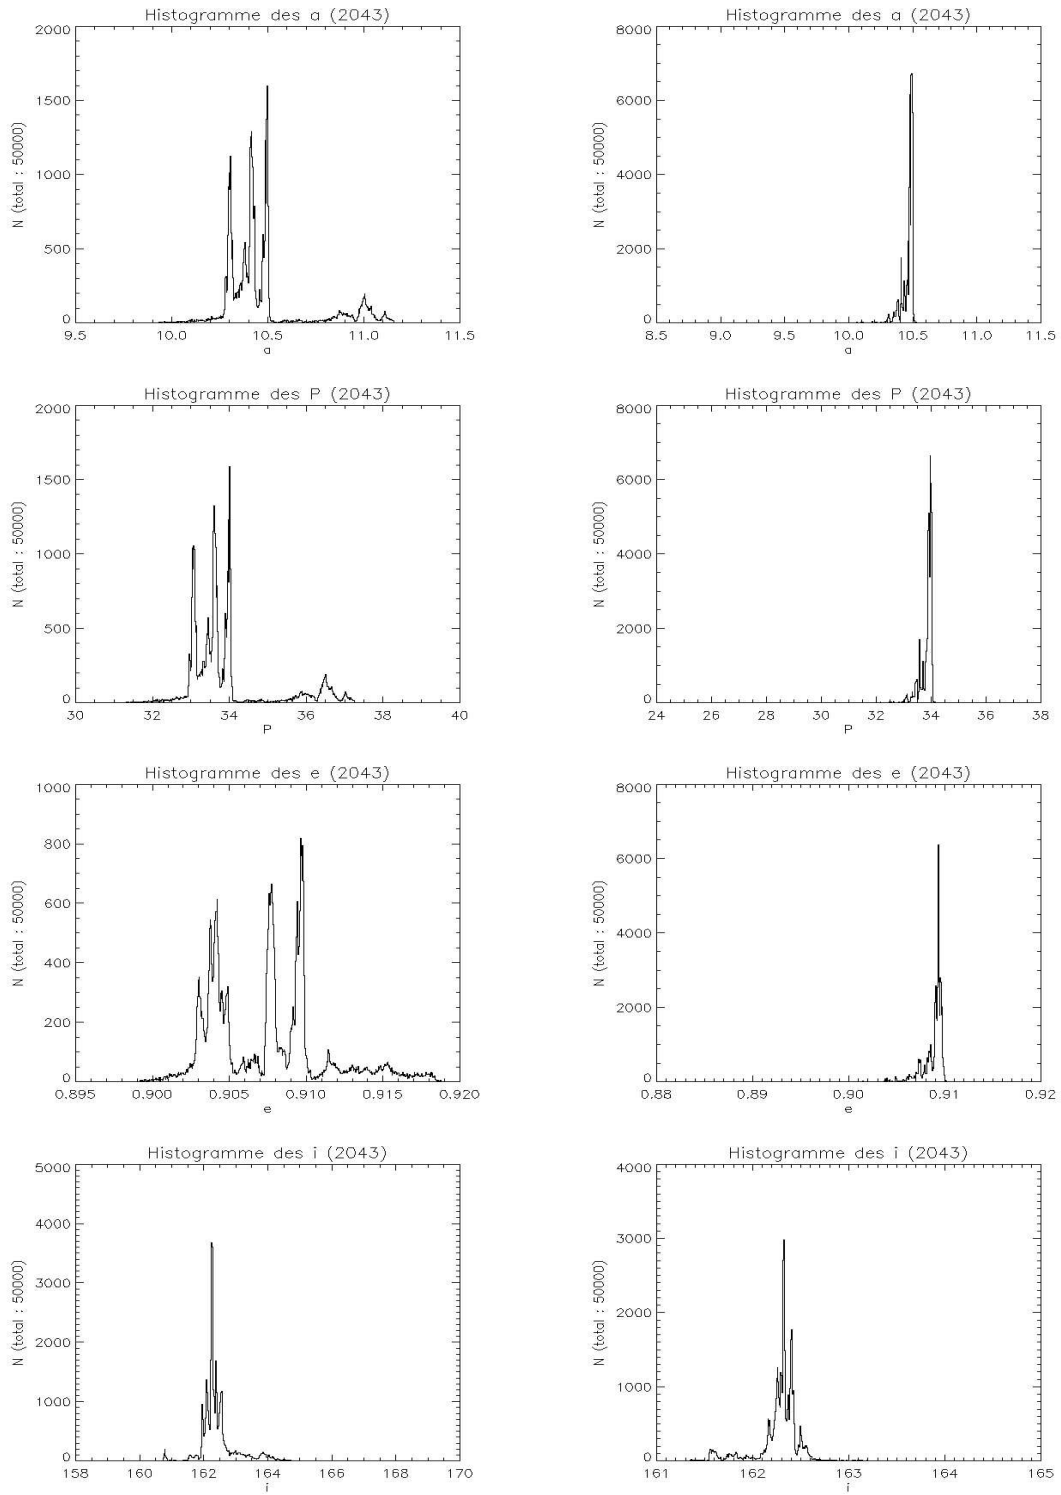 Histogramme des a (2043)
N (total : 50000)
2000
1500
1000
500
0
9.5 10.0 10.5 11.0 11.5
a
Histogramme des a (2043)
N (total : 50000)
8000
6000
4000
2000
0
8.5 9.0 9.5 10.0 10.5 11.0 11.5
a
Histogramme des P (2043)
N (total : 50000)
2000
1500
1000
500
0
30 32 34 36 38 40
P
Histogramme des P (2043)
N (total : 50000)
8000
6000
4000
2000
0
24 26 28 30 32 34 36 38
P
Histogramme des e (2043)
N (total : 50000)
1000
800
600
400
200
0
0.895 0.900 0.905 0.910 0.915 0.920
e
Histogramme des e (2043)
N (total : 50000)
8000
6000
4000
2000
0
0.88 0.89 0.90 0.91 0.92
e
Histogramme des i (2043)
N (total : 50000)
5000
4000
3000
2000
1000
0
158 160 162 164 166 168 170
i
Histogramme des i (2043)
N (total : 50000)
4000
3000
2000
1000
0
161 162 163 164 165
i